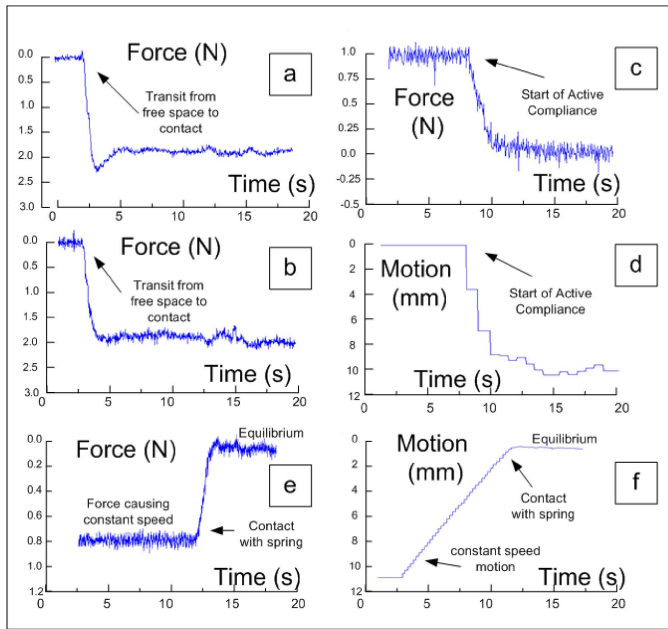 Force (N)
a
Transit from
free space to
contact
Time (s)
0.0
0.5
1.0
1.5
2.0
2.5
3.0
0 5 10 15 20
c
Start of Active
Compliance
Force
(N)
Time (s)
1.0
1.25
0.75
0.5
0.25
0.0
-0.5
0 5 10 15 20
Force (N)
b
Transit from
free space to
contact
Time (s)
0.0
0.5
1.0
1.5
2.0
2.5
3.0
0 5 10 15 20
Motion
(mm)
d
Start of Active
Compliance
Time (s)
0
2
4
6
8
10
12
0 5 10 15 20
Force (N)
Equilibrium
e
Force causing
constant speed
Contact
with spring
Time (s)
0.0
0.2
0.4
0.6
0.8
1.0
1.2
0 5 10 15 20
Motion
(mm)
Equilibrium
f
Contact
with spring
constant speed
motion
Time (s)
0
2
4
6
8
10
12
0 5 10 15 20